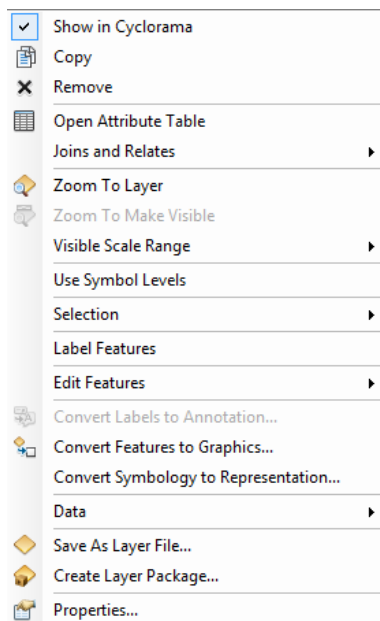 Show in Cyclorama
Copy
Remove
Open Attribute Table
Joins and Relates
Zoom To Layer
Zoom To Make Visible
Visible Scale Range
Use Symbol Levels
Selection
Label Features
Edit Features
Convert Labels to Annotation...
Convert Features to Graphics...
Convert Symbology to Representation...
Data
Save As Layer File...
Create Layer Package...
Properties...